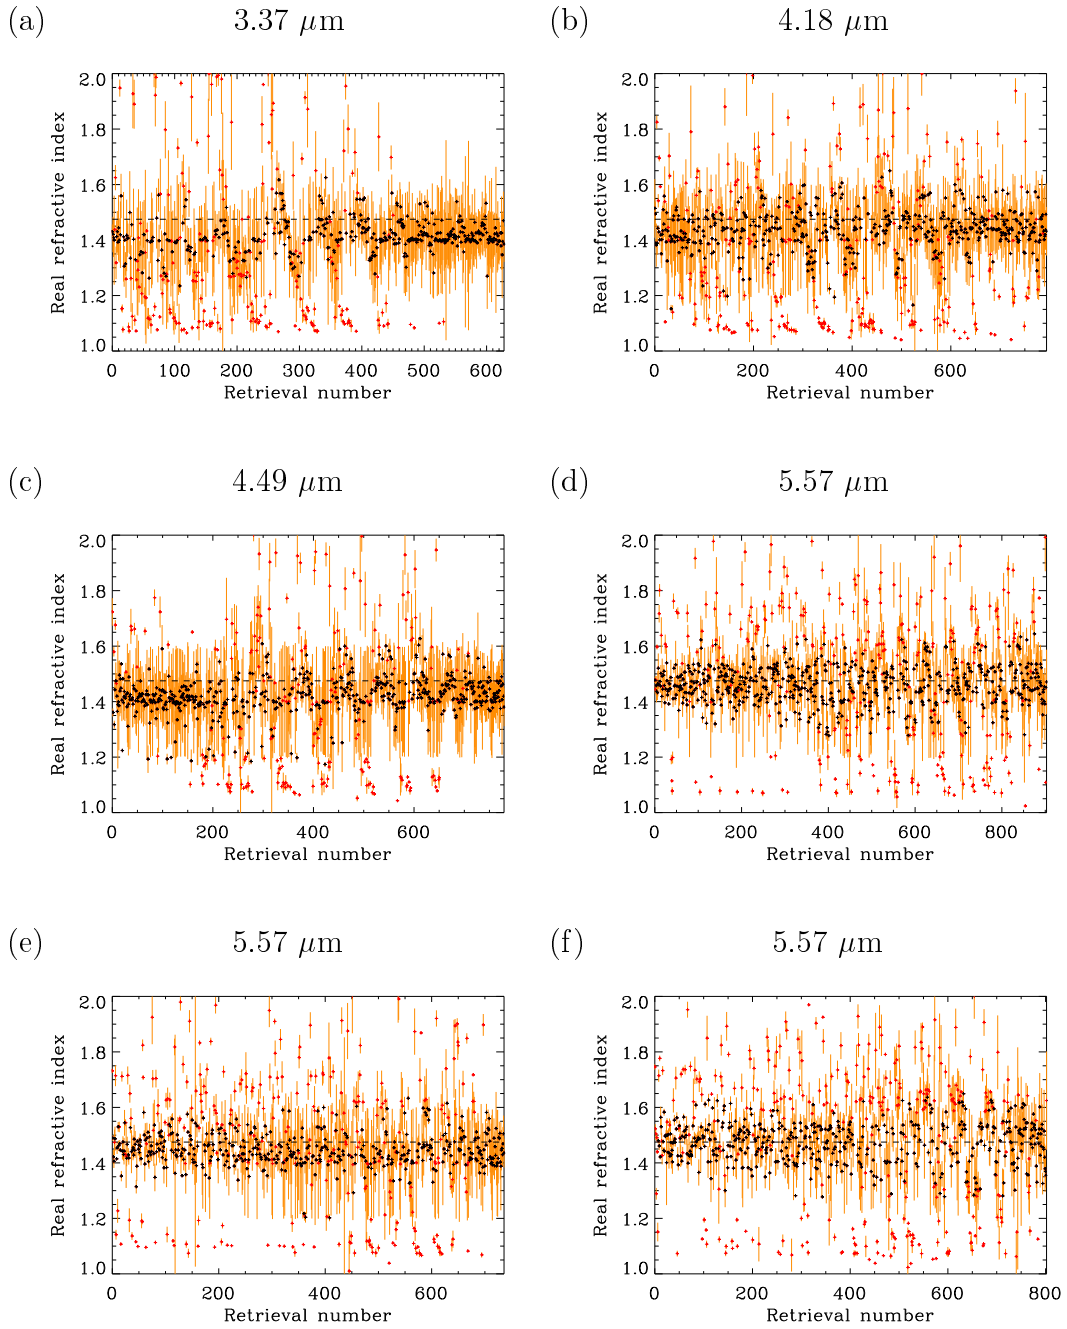 (a) 3.37 μm
(b) 4.18 μm
2.0 1.8 1.6 1.4 1.2 1.0
Real refractive index
0 100 200 300 400 500 600
Retrieval number
2.0 1.8 1.6 1.4 1.2 1.0
Real refractive index
0 200 400 600
Retrieval number
(c) 4.49 μm
(d) 5.57 μm
2.0 1.8 1.6 1.4 1.2 1.0
Real refractive index
0 200 400 600
Retrieval number
2.0 1.8 1.6 1.4 1.2 1.0
Real refractive index
0 200 400 600 800
Retrieval number
(e) 5.57 μm
(f) 5.57 μm
2.0 1.8 1.6 1.4 1.2 1.0
Real refractive index
0 200 400 600
Retrieval number
2.0 1.8 1.6 1.4 1.2 1.0
Real refractive index
0 200 400 600 800
Retrieval number